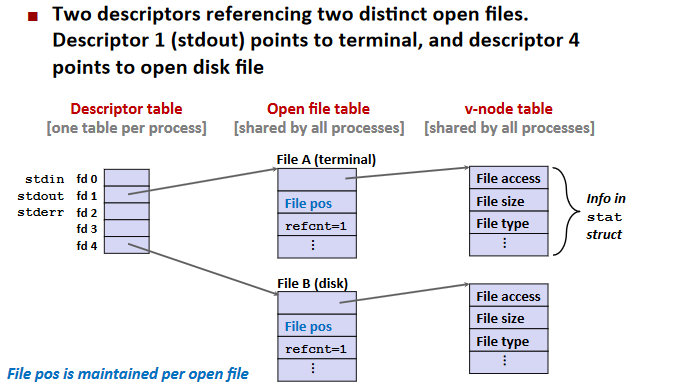 Two descriptors referencing two distinct open files.
Descriptor 1 (stdout) points to terminal, and descriptor 4
points to open disk file
Descriptor table
[one table per process]
Open file table
[shared by all processes]
v-node table
[shared by all processes]
stdin fd 0
stdout fd 1
stderr fd 2
fd 3
fd 4
File A (terminal)
File pos
refcnt=1
⋮
File access
File size
File type
⋮
Info in
stat
struct
File B (disk)
File pos
refcnt=1
⋮
File access
File size
File type
⋮
File pos is maintained per open file